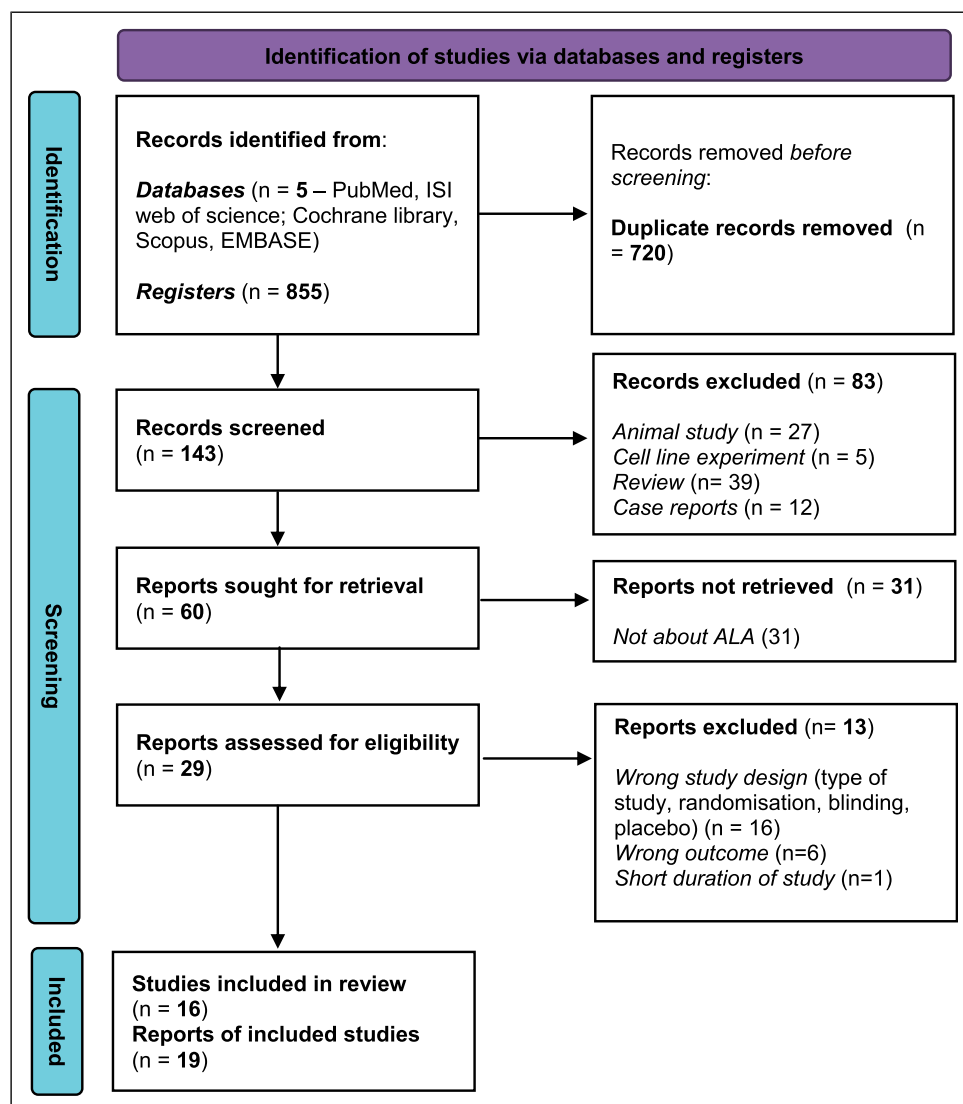 Identification of studies via databases and registers
Identification
Records identified from:
Databases (n = 5 – PubMed, ISI
web of science; Cochrane library,
Scopus, EMBASE)
Registers (n = 855)
Records removed before
screening:
Duplicate records removed (n
= 720)
Screening
Records screened
(n = 143)
Records excluded (n = 83)
Animal study (n = 27)
Cell line experiment (n = 5)
Review (n= 39)
Case reports (n = 12)
Reports sought for retrieval
(n = 60)
Reports not retrieved (n = 31)
Not about ALA (31)
Reports assessed for eligibility
(n = 29)
Reports excluded (n= 13)
Wrong study design (type of
study, randomisation, blinding,
placebo) (n = 16)
Wrong outcome (n=6)
Short duration of study (n=1)
Included
Studies included in review
(n = 16)
Reports of included studies
(n = 19)